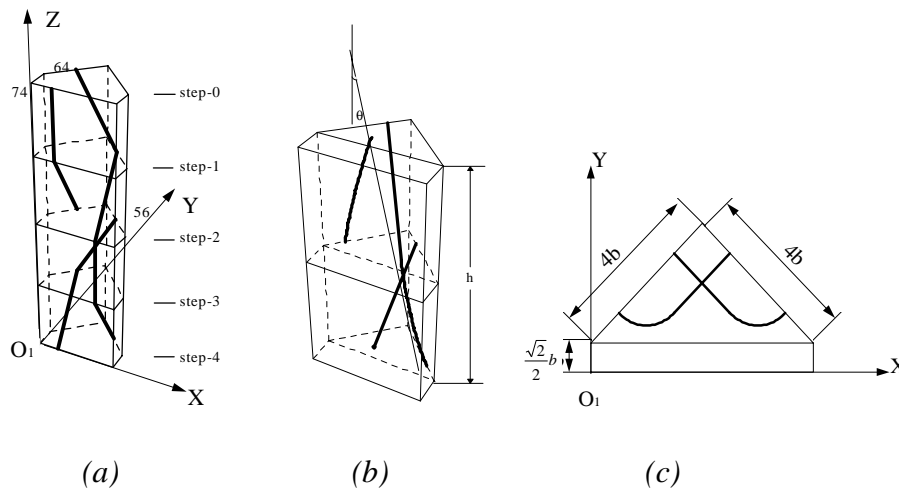 Z
64
74
step-0
step-1
56
Y
step-2
step-3
O1
step-4
X
(a)
θ
h
(b)
Y
4b
4b
√2/2 b
X
O1
(c)